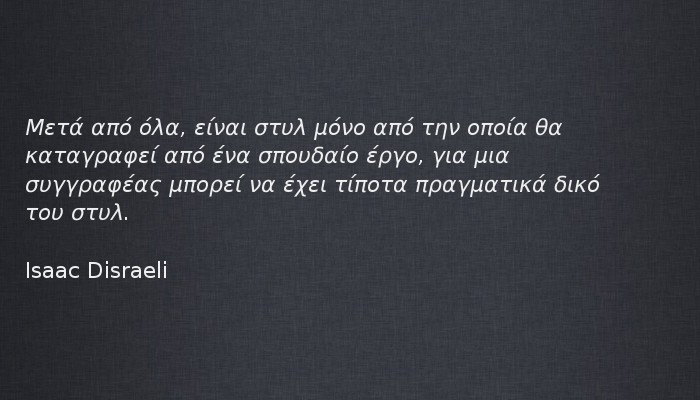 Μετά από όλα, είναι στυλ μόνο από την οποία θα
καταγραφεί από ένα σπουδαίο έργο, για μια
συγγραφέας μπορεί να έχει τίποτα πραγματικά δικό
του στυλ.
Isaac Disraeli